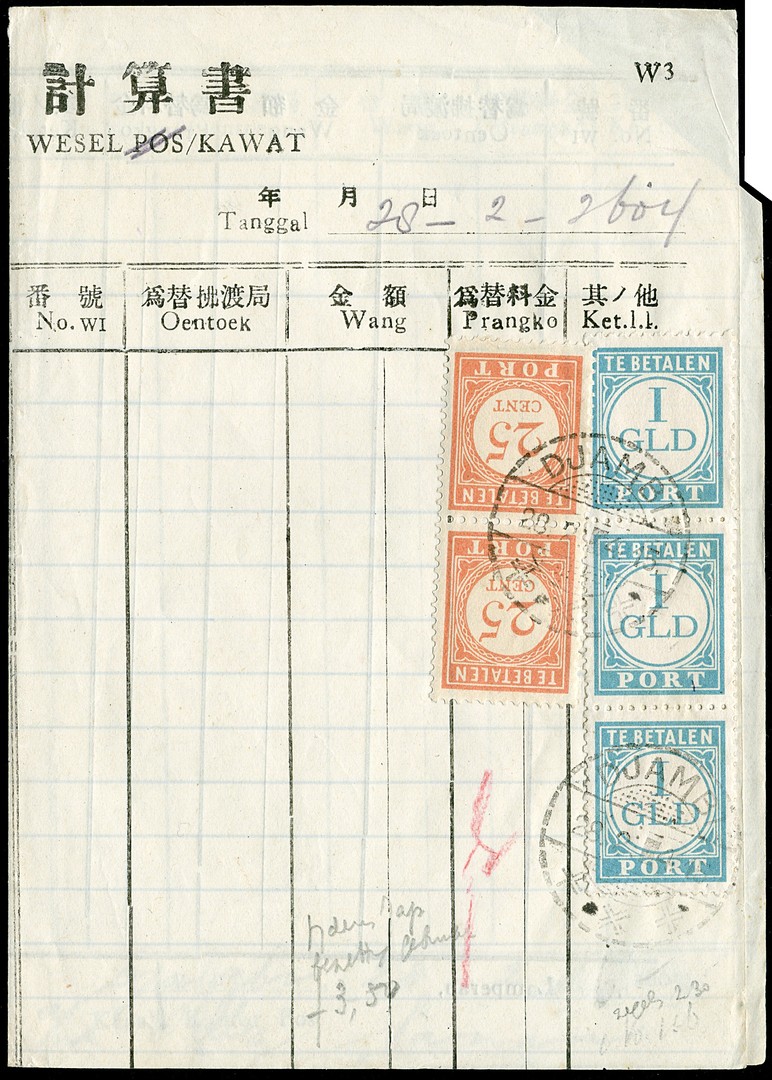 計算書
W3
WESEL POS/KAWAT
年 月 日
Tanggal 28 - 2 - 2604
番號 爲替拂渡局 金額 爲替料金 其ノ他
No. WI Oentoek Wang Prangko Ket.l.l.
TE BETALEN
1
GLD
PORT
TE BETALEN
1
GLD
PORT
TE BETALEN
1
GLD
PORT
PORT
25
CENT
TE BETALEN
PORT
25
CENT
TE BETALEN
DJAMBI
28
DJAMBI
3,50
2,30